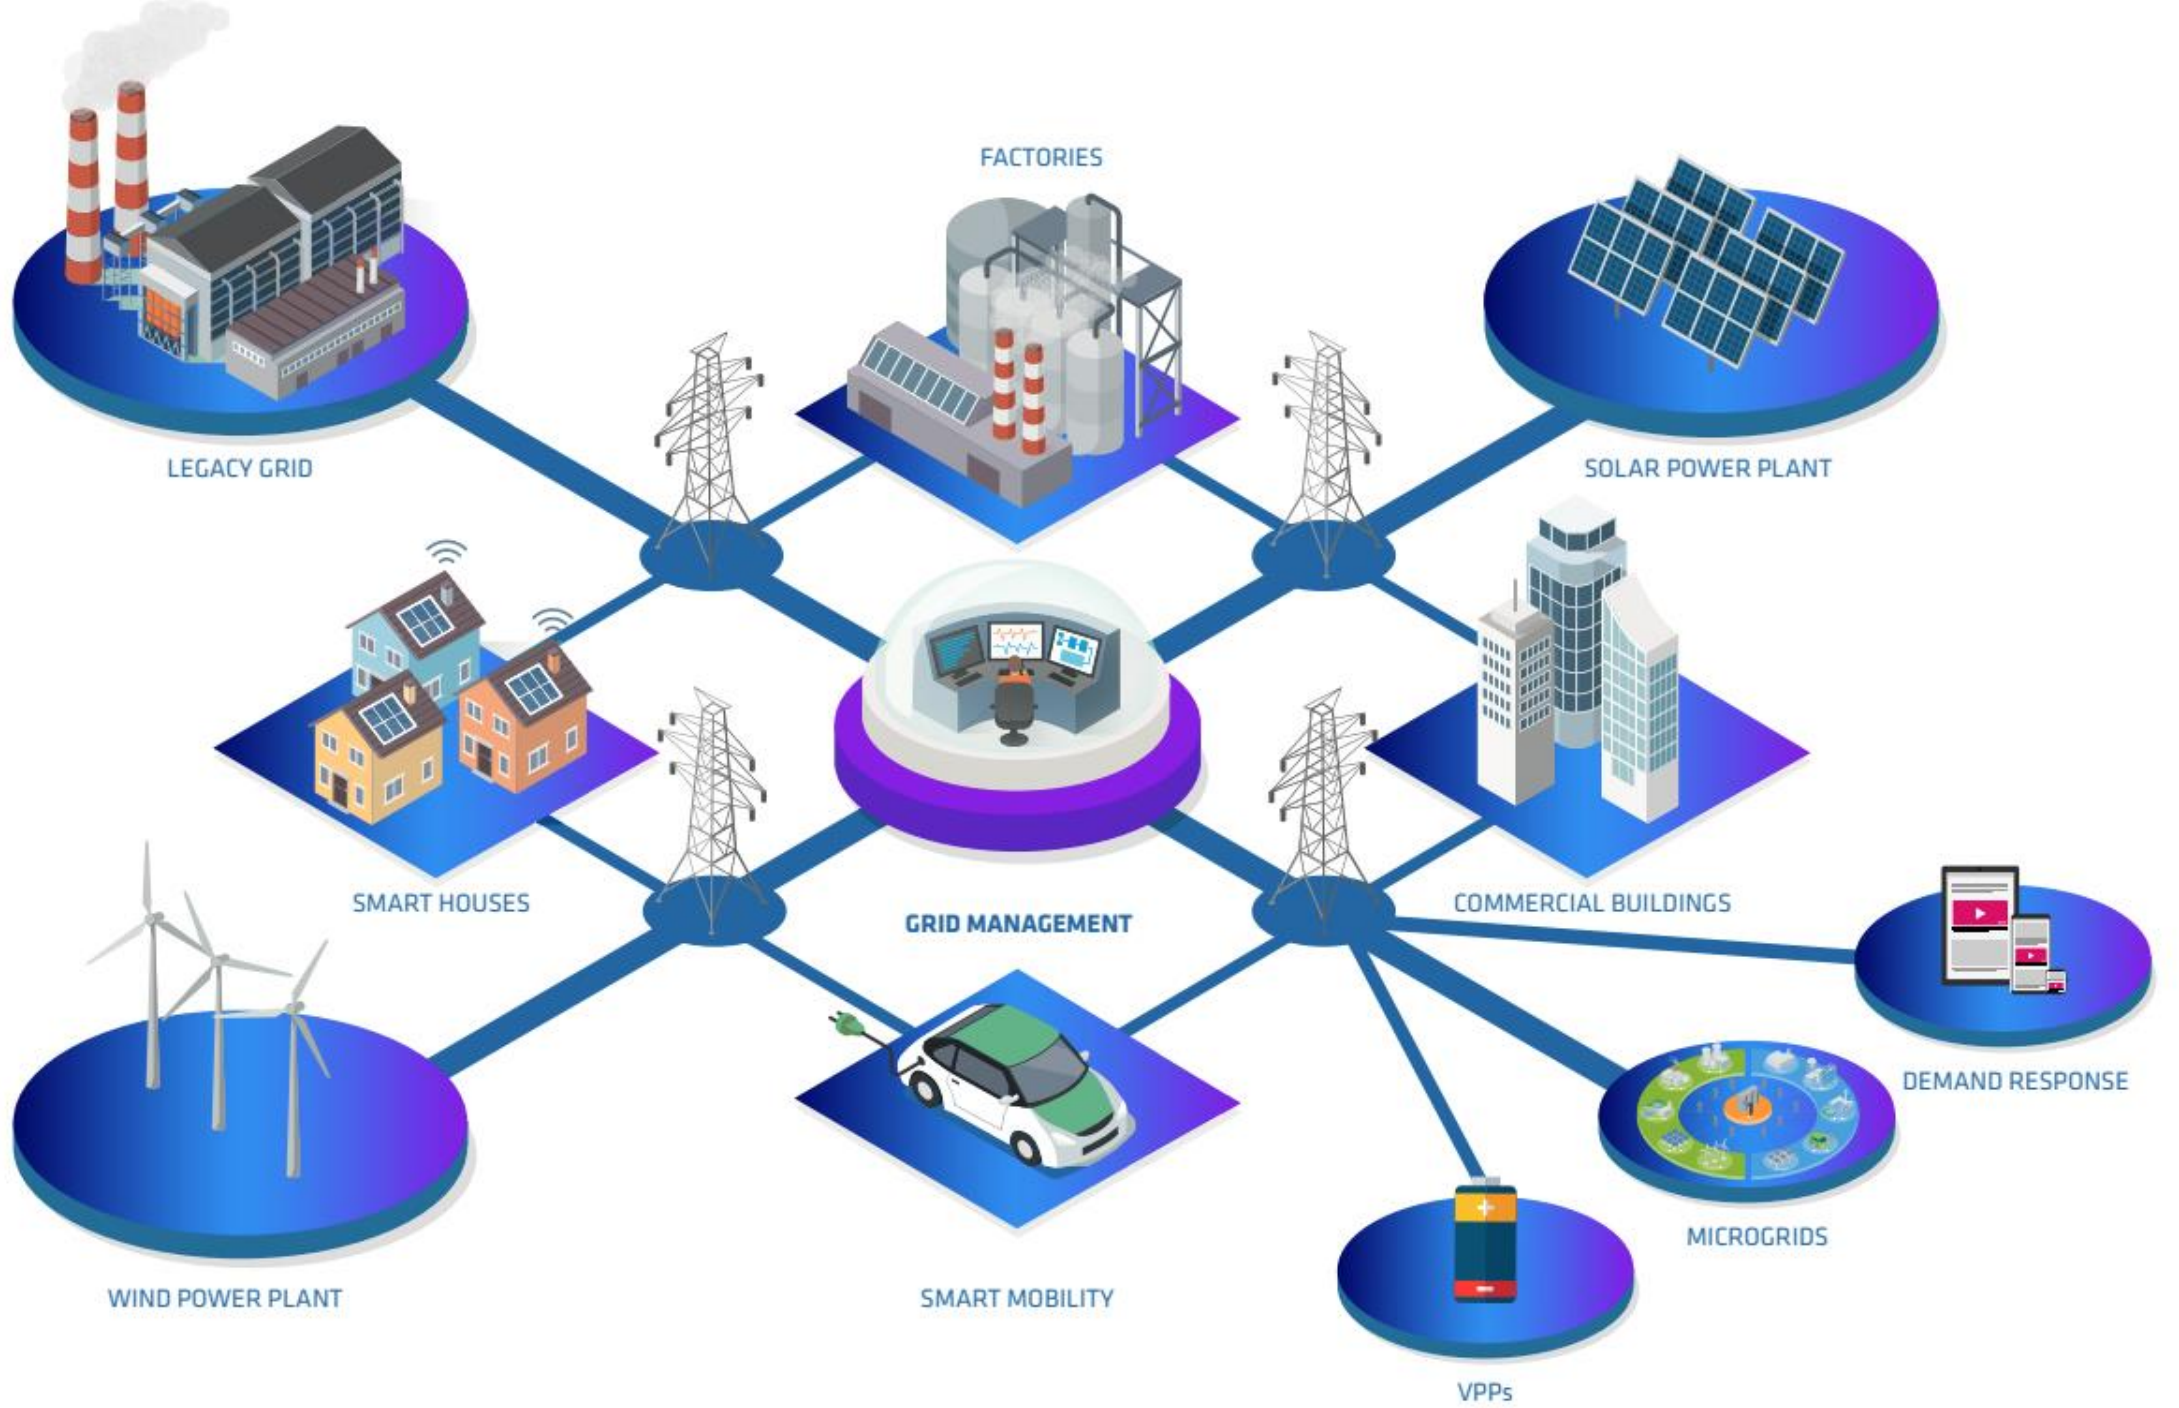 FACTORIES
LEGACY GRID
SOLAR POWER PLANT
SMART HOUSES
GRID MANAGEMENT
COMMERCIAL BUILDINGS
DEMAND RESPONSE
MICROGRIDS
WIND POWER PLANT
SMART MOBILITY
VPPs